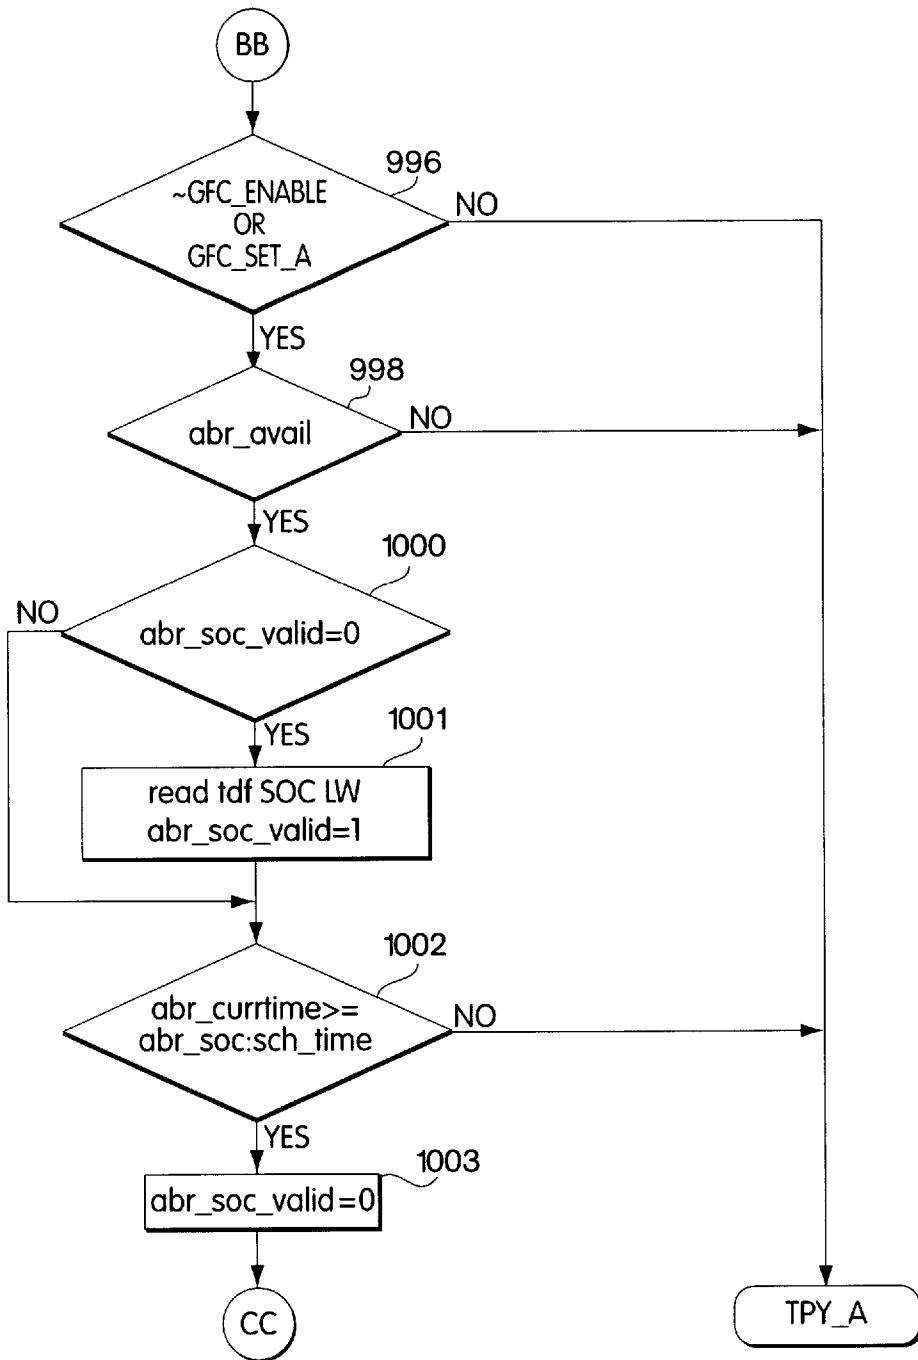 BB
996
~GFC_ENABLE
OR
GFC_SET_A
NO
YES
998
abr_avail
NO
YES
1000
NO
abr_soc_valid=0
YES
1001
read tdf SOC LW
abr_soc_valid=1
1002
abr_currtime>=
abr_soc:sch_time
NO
YES
1003
abr_soc_valid=0
CC
TPY_A